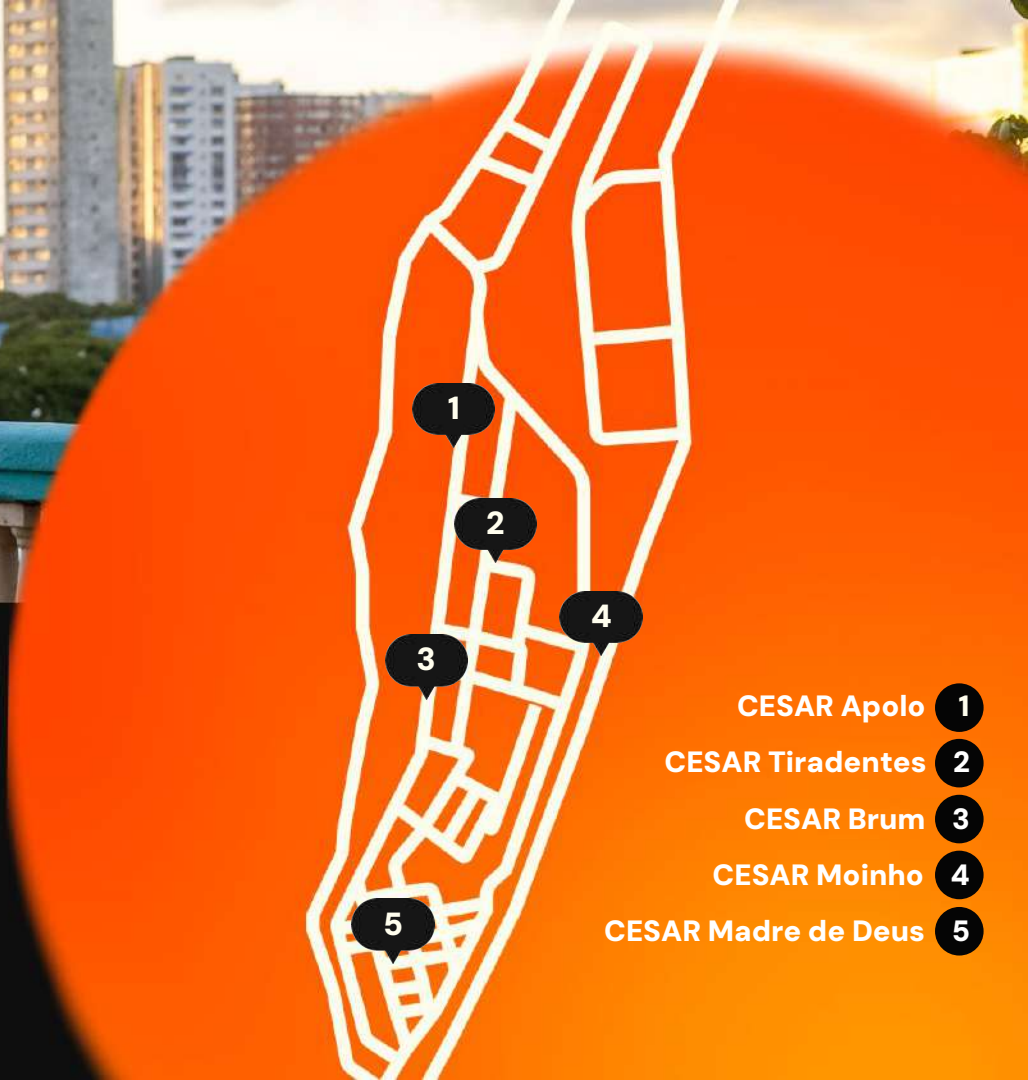 1
2
4
3
CESAR Apolo 1
CESAR Tiradentes 2
CESAR Brum 3
CESAR Moinho 4
5
CESAR Madre de Deus 5